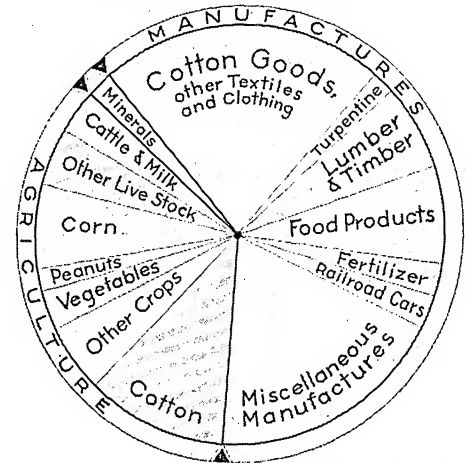 MANUFACTURES
Cotton Goods,
other Textiles
and Clothing
Turpentine
Lumber
& Timber
Food Products
Fertilizer
Railroad Cars
Miscellaneous
Manufactures
AGRICULTURE
Minerals
Cattle & Milk
Other Live Stock
Corn
Peanuts
Vegetables
Other Crops
Cotton